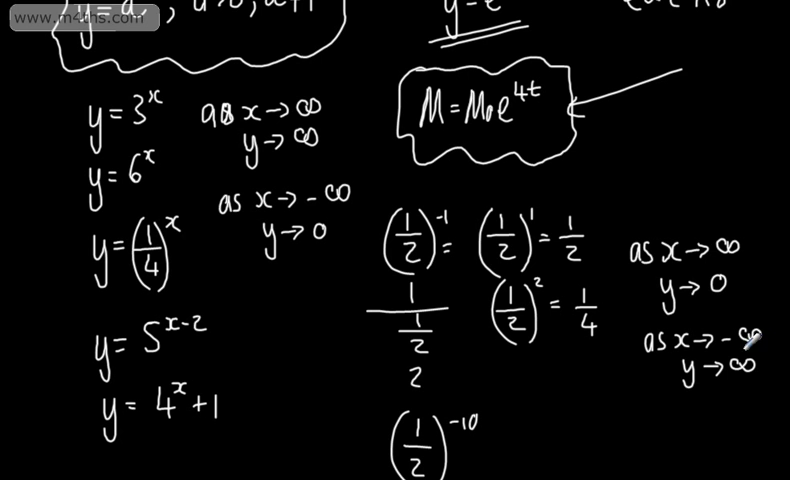 www.m4ths.com
y = a
y = 3^x
as x → ∞
y → ∞
y = 6^x
as x → -∞
y → 0
y = (1/4)^x
y = 5^{x-2}
y = 4^x + 1
M = M₀e^{4t}
(1/2)^{-1} =
1
1/2
2
(1/2)^1 = 1/2
(1/2)^2 = 1/4
(1/2)^{-10}
as x → ∞
y → 0
as x → -∞
y → ∞